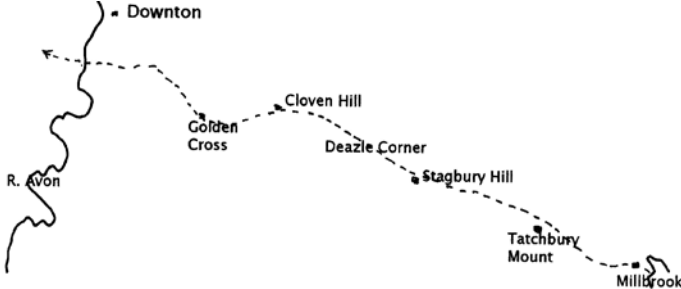 Downton
Cloven Hill
Golden
Cross
Deazle Corner
R. Avon
Stagbury Hill
Tatchbury
Mount
Millbrook